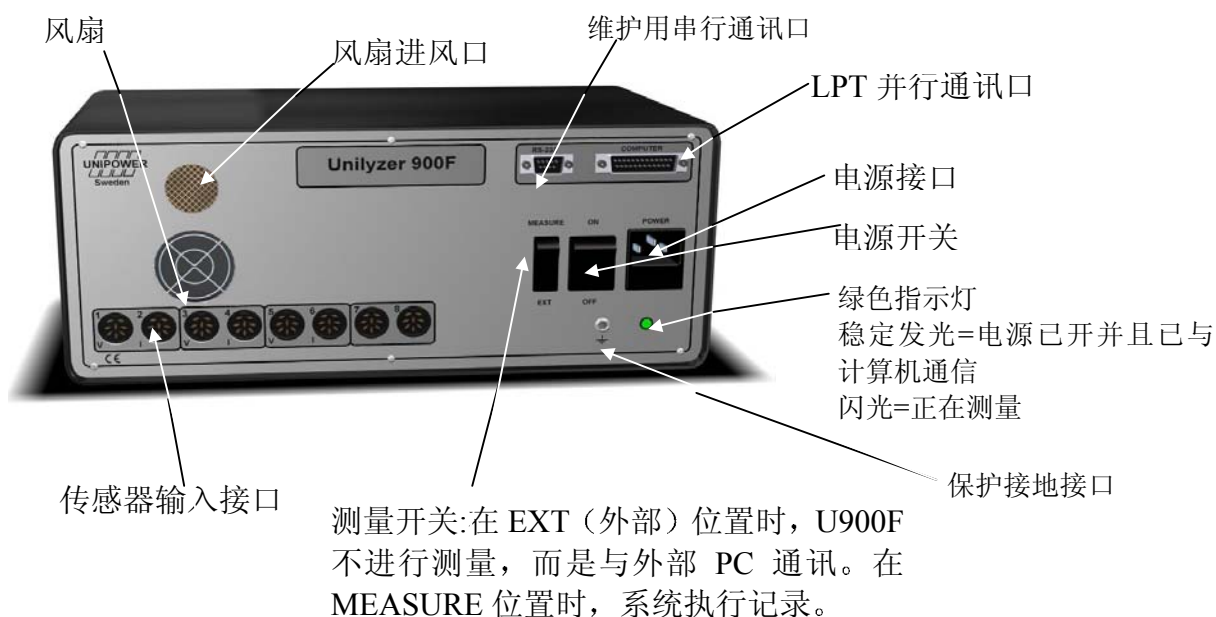 风扇
风扇进风口
维护用串行通讯口
LPT 并行通讯口
UNIPOWER
Sweden
Unilyzer 900F
COMPUTER
电源接口
MEASURE
ON
POWER
电源开关
EXT
OFF
1 2 3 4 5 6 7 8
V I V I V I
CE
绿色指示灯
稳定发光=电源已开并且已与
计算机通信
闪光=正在测量
传感器输入接口
保护接地接口
测量开关:在 EXT（外部）位置时，U900F
不进行测量，而是与外部 PC 通讯。在
MEASURE 位置时，系统执行记录。